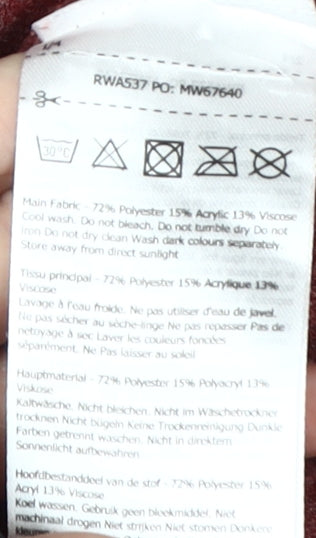 RWA537 PO: MW67640
30°C
Main Fabric - 72% Polyester 15% Acrylic 13% Viscose
Cool wash. Do not bleach. Do not tumble dry Do not
iron Do not dry clean Wash dark colours separately.
Store away from direct sunlight
Tissu principal - 72% Polyester 15% Acrylique 13%
Viscose
Lavage à l'eau froide. Ne pas utiliser d'eau de javel.
Ne pas sécher au sèche-linge Ne pas repasser Pas de
netoyage à sec Laver les couleurs foncées
séparément. Ne Pas laisser au soleil
Hauptmaterial - 72% Polyester 15% Polyacryl 13%
Viskose
Kaltwäsche. Nicht bleichen. Nicht im Wäschetrockner
trocknen Nicht bügeln Keine Trockenreinigung Dunkle
Farben getrennt waschen. Nicht in direktem
Sonnenlicht aufbewahren
Hoofdbestanddeel van de stof - 72% Polyester 15%
Acryl 13% Viscose
Koel wassen. Gebruik geen bleekmiddel. Niet
machinaal drogen Niet strijken Niet stomen Donkere
kleuren